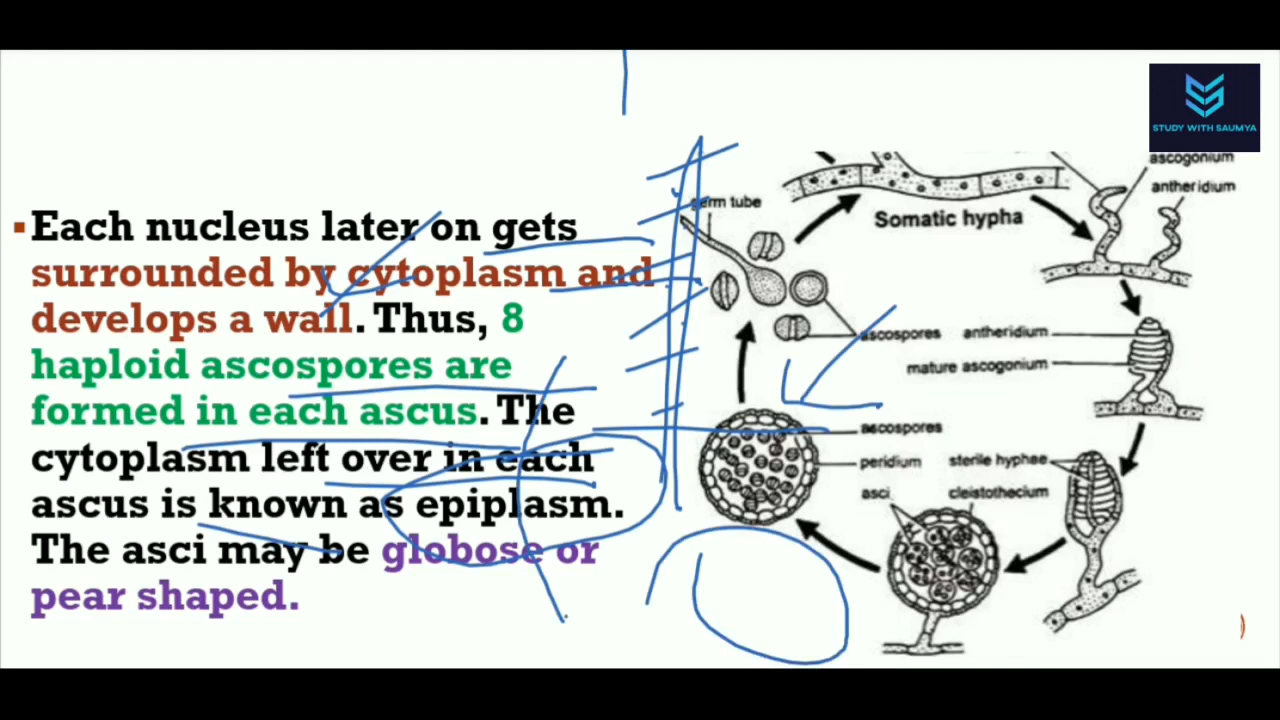 STUDY WITH SAUMYA
▪Each nucleus later on gets
surrounded by cytoplasm and
develops a wall. Thus, 8
haploid ascospores are
formed in each ascus. The
cytoplasm left over in each
ascus is known as epiplasm.
The asci may be globose or
pear shaped.
ascogonium
antheridium
germ tube
Somatic hypha
ascospores
antheridium
mature ascogonium
ascospores
peridium
sterile hyphae
asci
cleistothecium